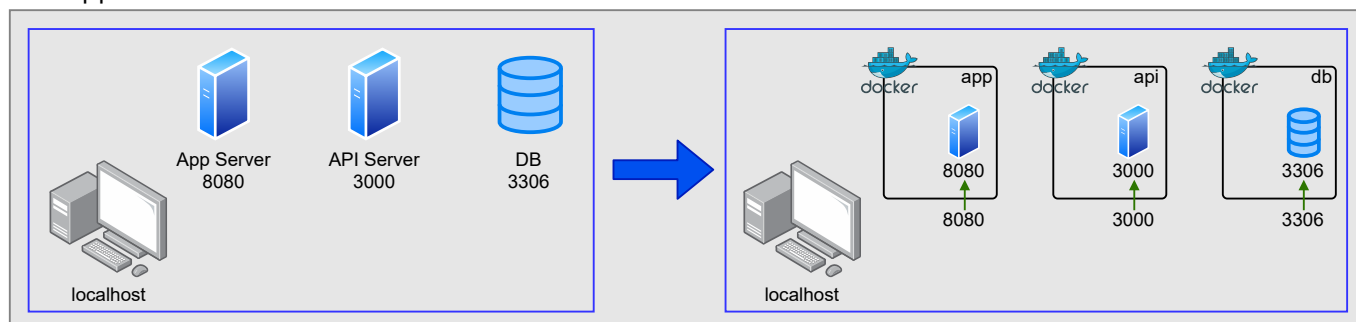 App Server
8080
API Server
3000
DB
3306
localhost
docker
app
8080
8080
docker
api
3000
3000
docker
db
3306
3306
localhost